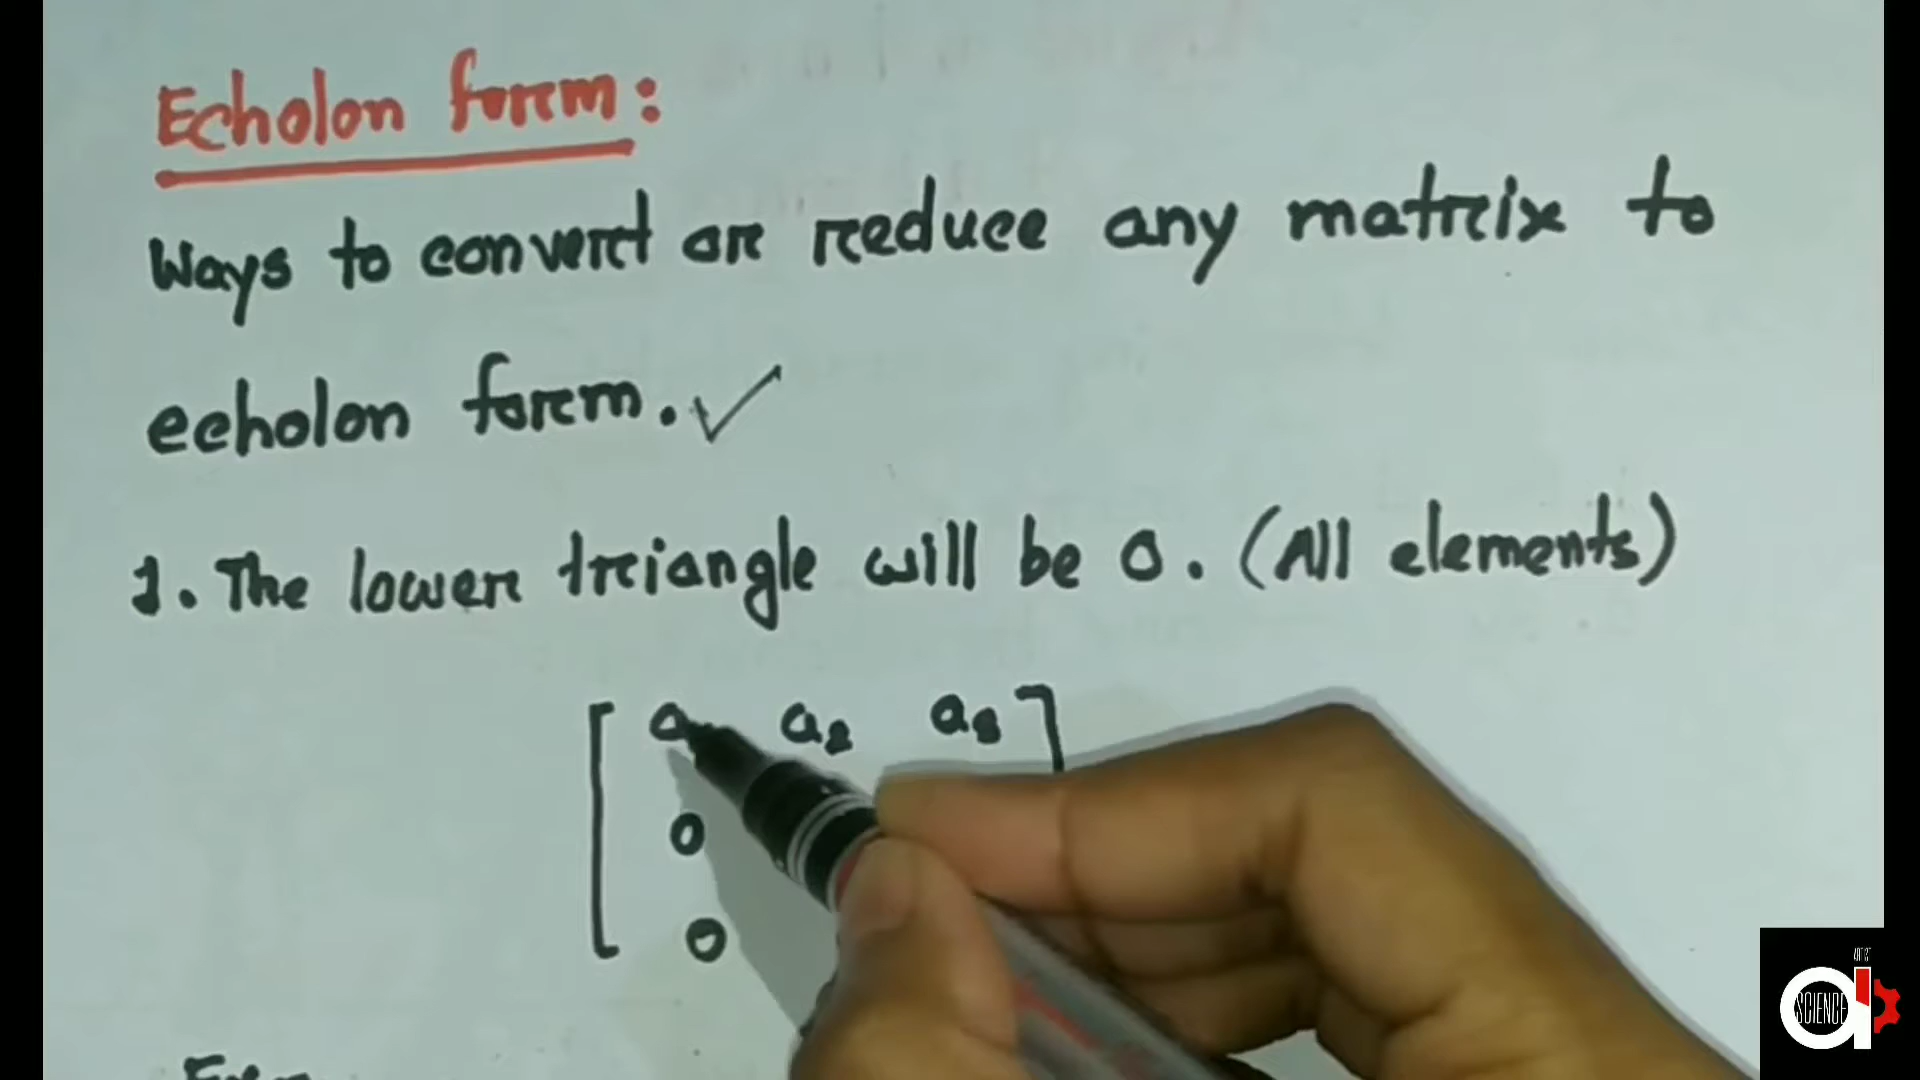 Echolon form:
Ways to convert or reduce any matrix to
echolon form.✓
1. The lower triangle will be 0. (All elements)
a a₂ a₃
0
0
SCIENCE